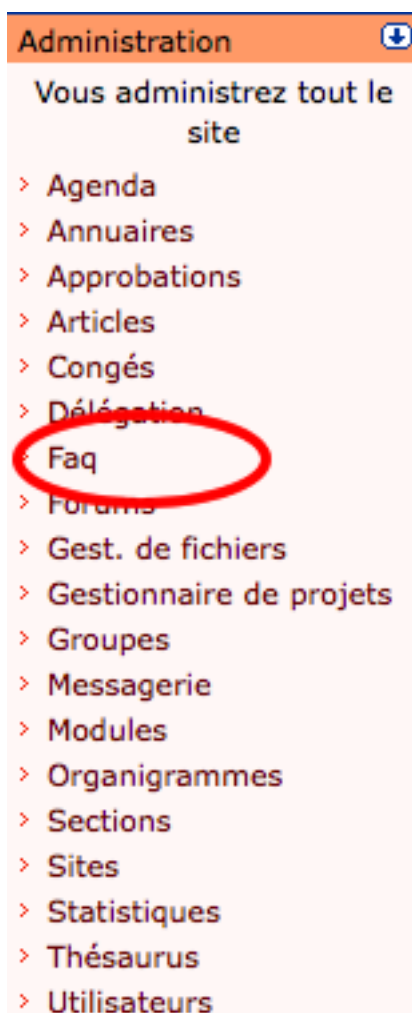 Administration
Vous administrez tout le
site
Agenda
Annuaires
Approbations
Articles
Congés
Délégation
Faq
Forums
Gest. de fichiers
Gestionnaire de projets
Groupes
Messagerie
Modules
Organigrammes
Sections
Sites
Statistiques
Thésaurus
Utilisateurs